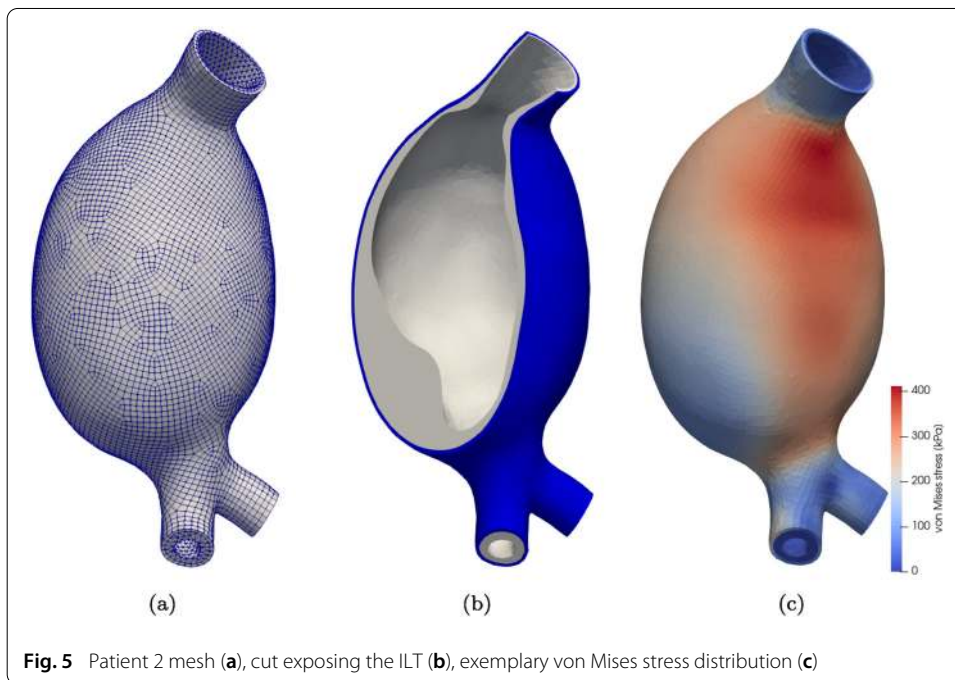 400
300
200
100
0
von Mises stress (kPa)
(a)
(b)
(c)
Fig. 5 Patient 2 mesh (a), cut exposing the ILT (b), exemplary von Mises stress distribution (c)